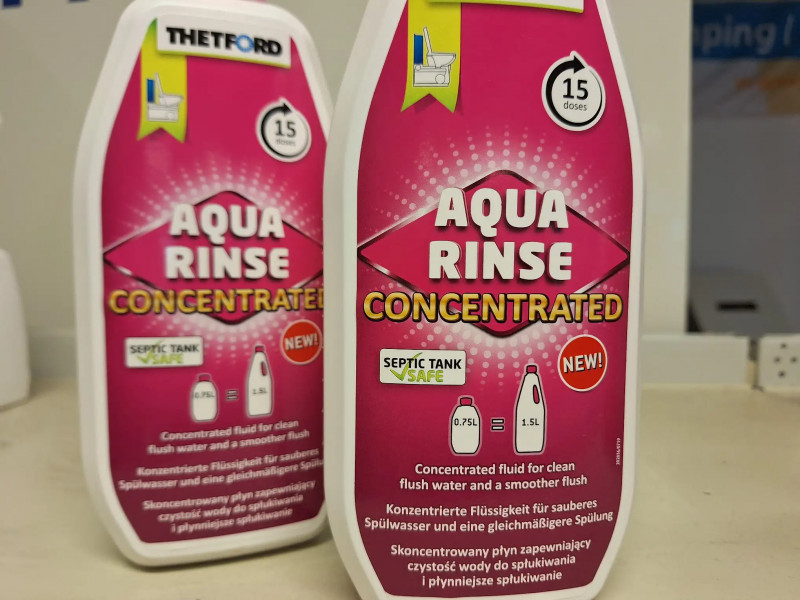 THETFORD
15
doses
AQUA
RINSE
CONCENTRATED
SEPTIC TANK
SAFE
NEW!
0.75L = 1.5L
Concentrated fluid for clean
flush water and a smoother flush
Konzentrierte Flüssigkeit für sauberes
Spülwasser und eine gleichmäßigere Spülu
Skoncentrowany płyn zapewniający
czystość wody do spłukiwania
i płynniejsze spłukiwanie
15
doses
AQUA
RINSE
CONCENTRATED
SEPTIC TANK
SAFE
NEW!
0.75L = 1.5L
Concentrated fluid for clean
flush water and a smoother flush
Konzentrierte Flüssigkeit für sauberes
Spülwasser und eine gleichmäßigere Spülung
Skoncentrowany płyn zapewniający
czystość wody do spłukiwania
i płynniejsze spłukiwanie
ping/